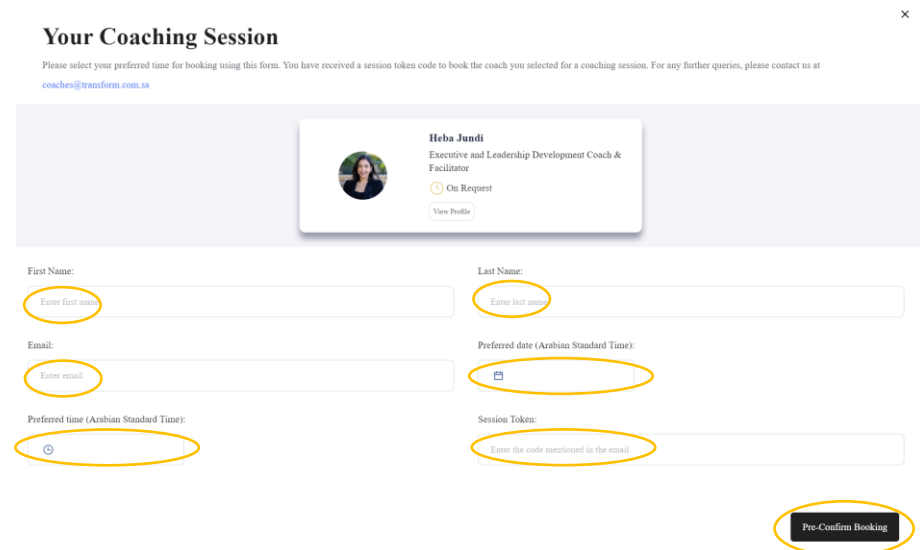 Your Coaching Session
Please select your preferred time for booking using this form. You have received a session token code to book the coach you selected for a coaching session. For any further queries, please contact us at
coaches@transform.com.sa
Heba Jundi
Executive and Leadership Development Coach &
Facilitator
On Request
View Profile
First Name:
Last Name:
Enter first name
Enter last name
Email:
Preferred date (Arabian Standard Time):
Enter email
Preferred time (Arabian Standard Time):
Session Token:
Enter the code mentioned in the email
Pre-Confirm Booking